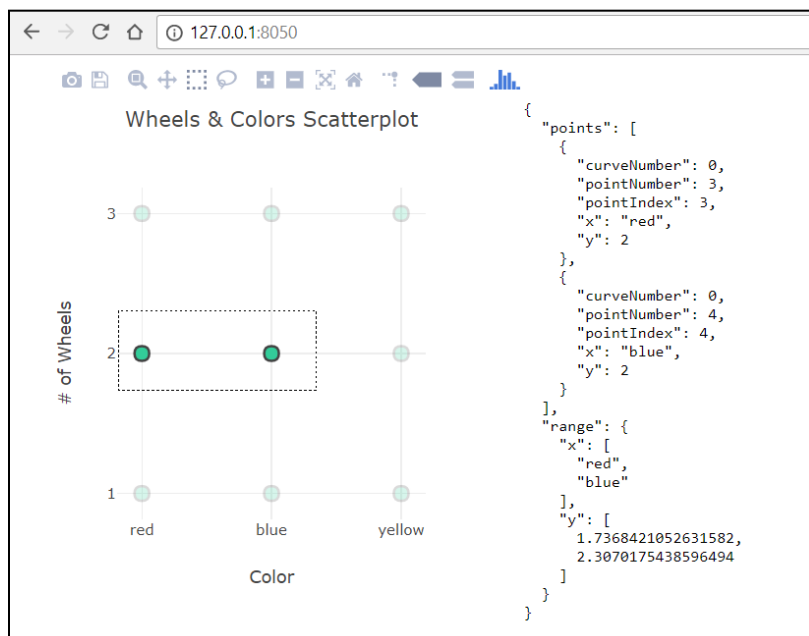 127.0.0.1:8050
Wheels & Colors Scatterplot
3
2
1
# of Wheels
red blue yellow
Color
{
  "points": [
    {
      "curveNumber": 0,
      "pointNumber": 3,
      "pointIndex": 3,
      "x": "red",
      "y": 2
    },
    {
      "curveNumber": 0,
      "pointNumber": 4,
      "pointIndex": 4,
      "x": "blue",
      "y": 2
    }
  ],
  "range": {
    "x": [
      "red",
      "blue"
    ],
    "y": [
      1.7368421052631582,
      2.3070175438596494
    ]
  }
}